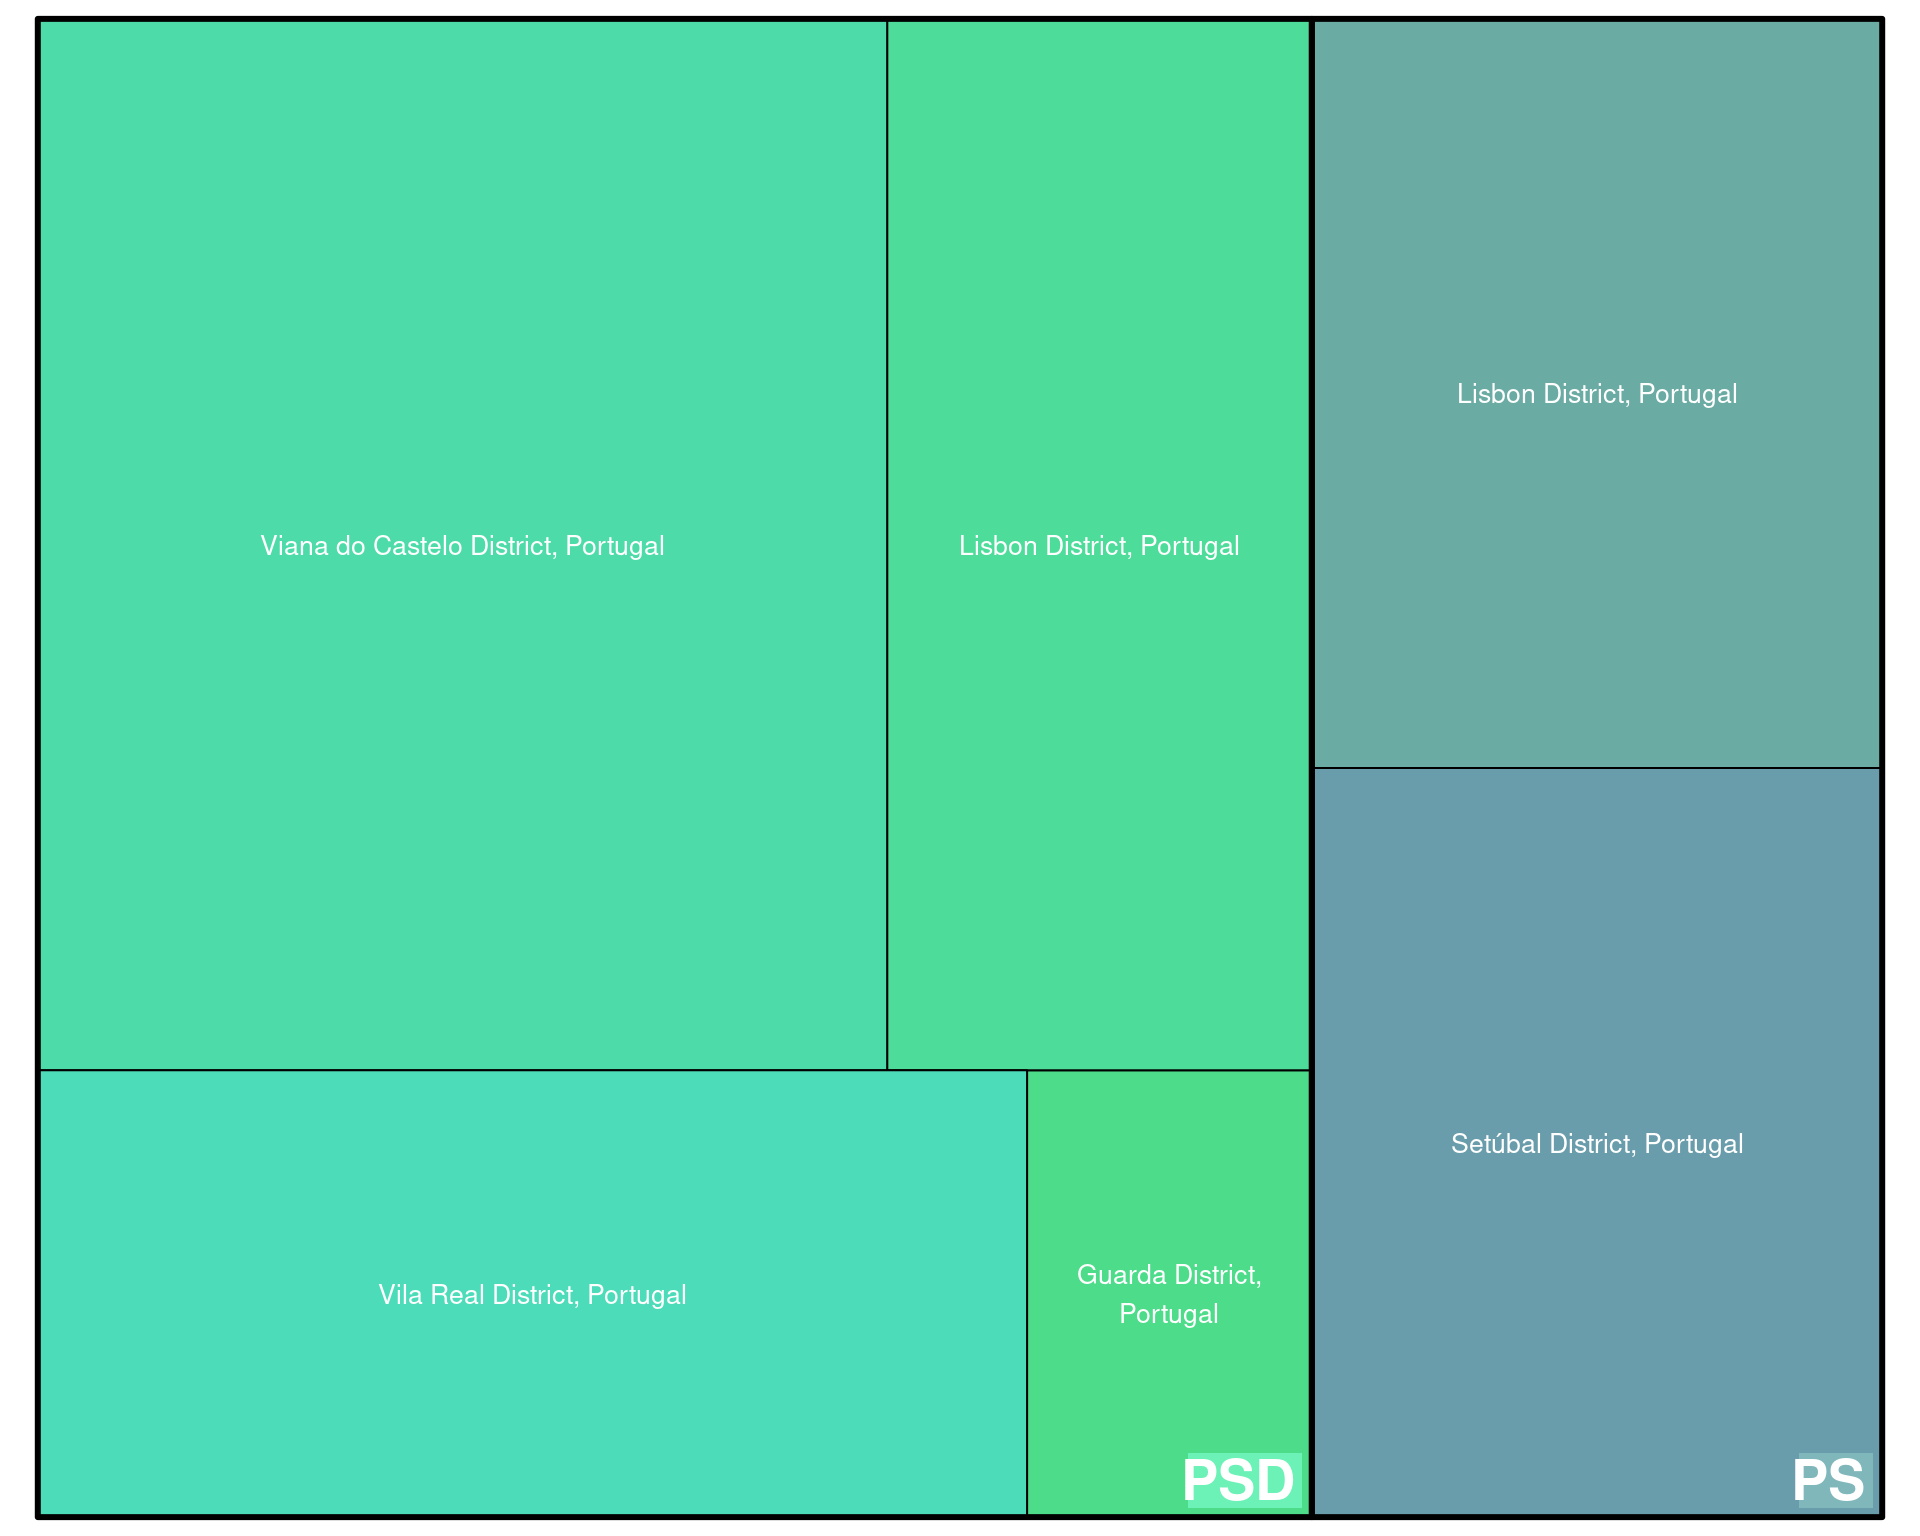 Lisbon District, Portugal
Viana do Castelo District, Portugal
Lisbon District, Portugal
Setúbal District, Portugal
Vila Real District, Portugal
Guarda District,
Portugal
PSD
PS